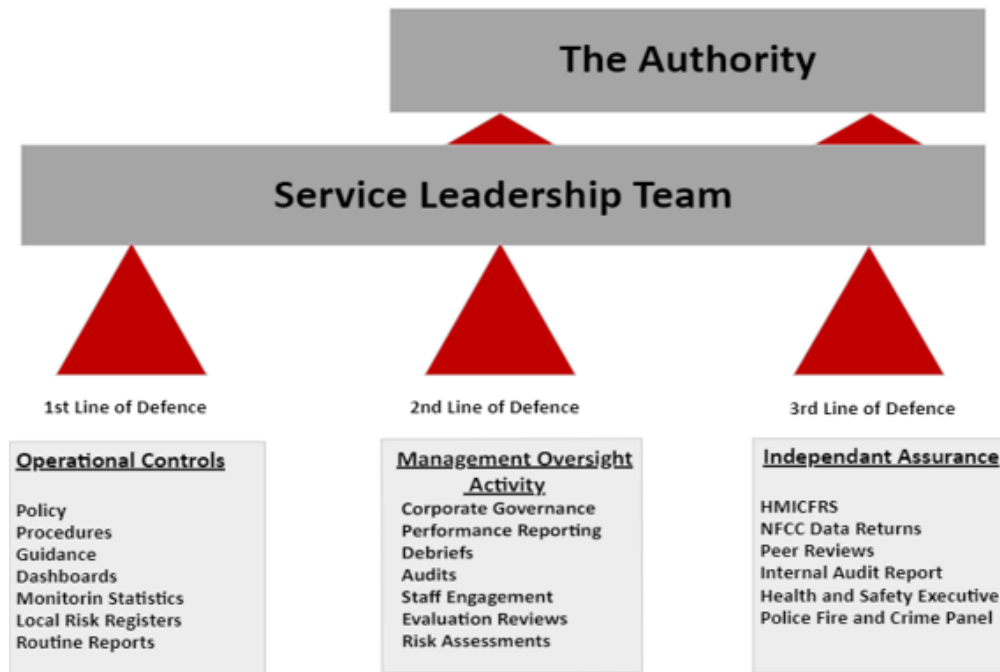 The Authority
Service Leadership Team
1st Line of Defence
2nd Line of Defence
3rd Line of Defence
Operational Controls
Policy
Procedures
Guidance
Dashboards
Monitorin Statistics
Local Risk Registers
Routine Reports
Management Oversight
Activity
Corporate Governance
Performance Reporting
Debriefs
Audits
Staff Engagement
Evaluation Reviews
Risk Assessments
Independant Assurance
HMICFRS
NFCC Data Returns
Peer Reviews
Internal Audit Report
Health and Safety Executive
Police Fire and Crime Panel